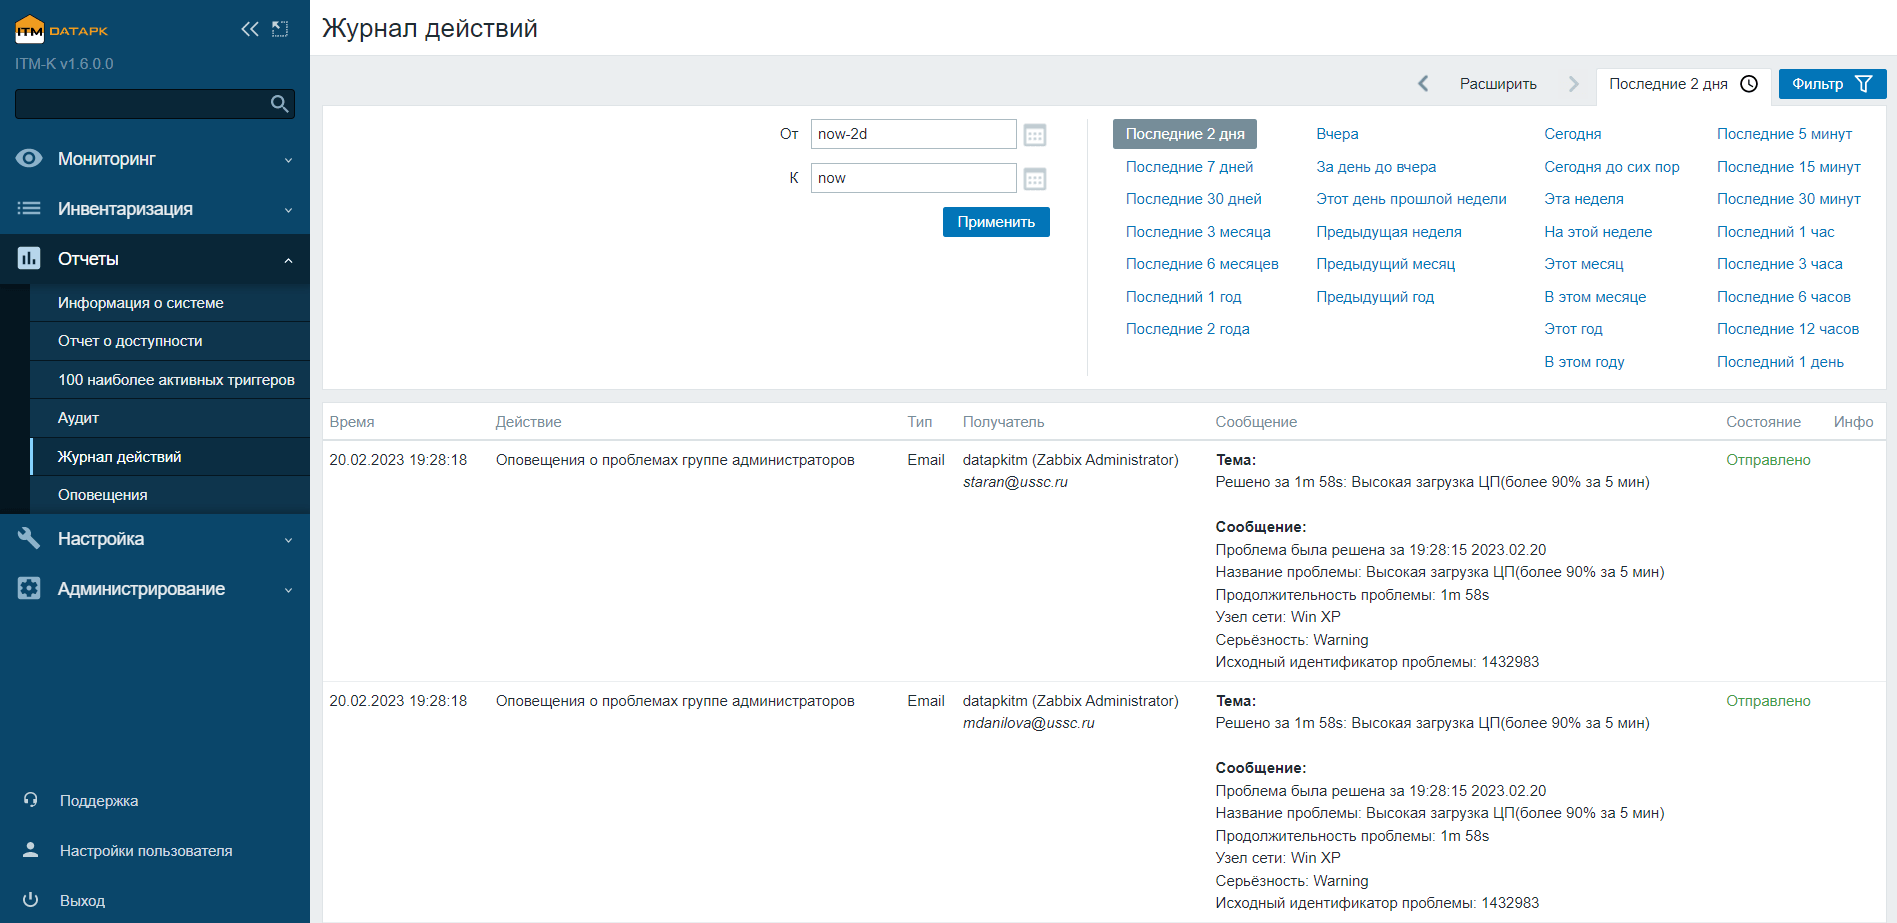 ITM DATAPK
ITM-K v1.6.0.0
Мониторинг
Инвентаризация
Отчеты
Информация о системе
Отчет о доступности
100 наиболее активных триггеров
Аудит
Журнал действий
Оповещения
Настройка
Администрирование
Поддержка
Настройки пользователя
Выход
Журнал действий
Расширить
Последние 2 дня
Фильтр
От now-2d
К now
Применить
Последние 2 дня Вчера Сегодня Последние 5 минут
Последние 7 дней За день до вчера Сегодня до сих пор Последние 15 минут
Последние 30 дней Этот день прошлой недели Эта неделя Последние 30 минут
Последние 3 месяца Предыдущая неделя На этой неделе Последний 1 час
Последние 6 месяцев Предыдущий месяц Этот месяц Последние 3 часа
Последний 1 год Предыдущий год В этом месяце Последние 6 часов
Последние 2 года Этот год Последние 12 часов
В этом году Последний 1 день
Время Действие Тип Получатель Сообщение Состояние Инфо
20.02.2023 19:28:18 Оповещения о проблемах группе администраторов Email datapkitm (Zabbix Administrator) Тема: Отправлено
staran@ussc.ru Решено за 1m 58s: Высокая загрузка ЦП(более 90% за 5 мин)
Сообщение:
Проблема была решена за 19:28:15 2023.02.20
Название проблемы: Высокая загрузка ЦП(более 90% за 5 мин)
Продолжительность проблемы: 1m 58s
Узел сети: Win XP
Серьёзность: Warning
Исходный идентификатор проблемы: 1432983
20.02.2023 19:28:18 Оповещения о проблемах группе администраторов Email datapkitm (Zabbix Administrator) Тема: Отправлено
mdanilova@ussc.ru Решено за 1m 58s: Высокая загрузка ЦП(более 90% за 5 мин)
Сообщение:
Проблема была решена за 19:28:15 2023.02.20
Название проблемы: Высокая загрузка ЦП(более 90% за 5 мин)
Продолжительность проблемы: 1m 58s
Узел сети: Win XP
Серьёзность: Warning
Исходный идентификатор проблемы: 1432983